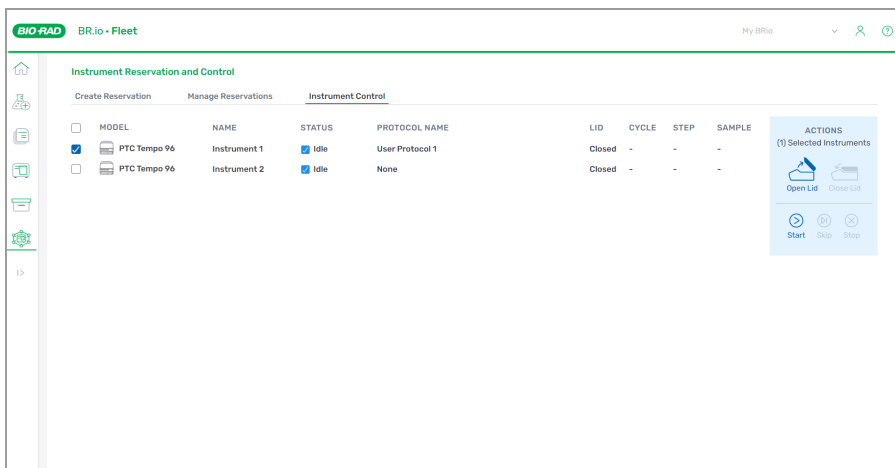 BIO-RAD BR.io • Fleet My BRio
Instrument Reservation and Control
Create Reservation Manage Reservations Instrument Control
MODEL NAME STATUS PROTOCOL NAME LID CYCLE STEP SAMPLE
PTC Tempo 96 Instrument 1 Idle User Protocol 1 Closed - - -
PTC Tempo 96 Instrument 2 Idle None Closed - - -
ACTIONS
(1) Selected Instruments
Open Lid Close Lid
Start Skip Stop